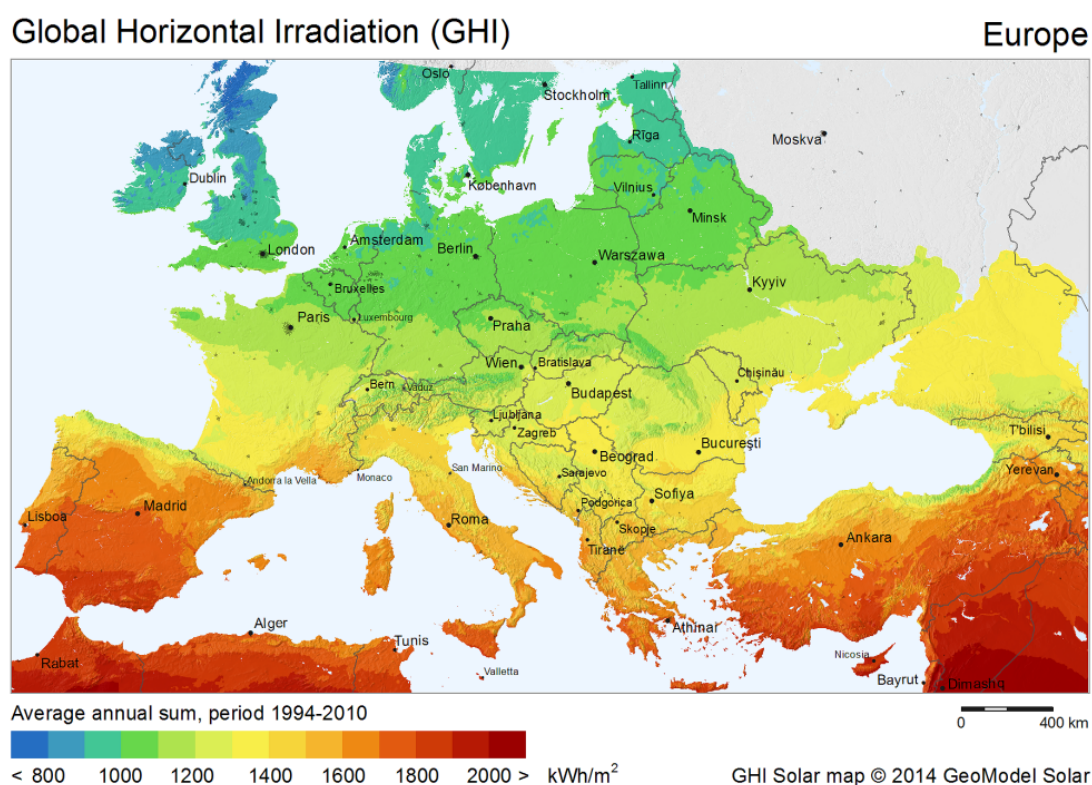 Global Horizontal Irradiation (GHI) Europe
Oslo
Stockholm
Tallinn
Rīga
Moskva
Dublin
København
Vilnius
Minsk
London
Amsterdam
Berlin
Warszawa
Bruxelles
Kyyiv
Paris
Luxembourg
Praha
Wien
Bratislava
Chişinău
Bern
Vaduz
Budapest
Ljubljana
Zagreb
T'bilisi
Bucureşti
Beograd
San Marino
Monaco
Andorra la Vella
Sarajevo
Yerevan
Madrid
Lisboa
Podgorica
Sofiya
Roma
Skopje
Ankara
Tiranë
Alger
Athínai
Tunis
Rabat
Nicosia
Valletta
Bayrut
Dimashq
Average annual sum, period 1994-2010
0 400 km
< 800 1000 1200 1400 1600 1800 2000 > kWh/m²
GHI Solar map © 2014 GeoModel Solar